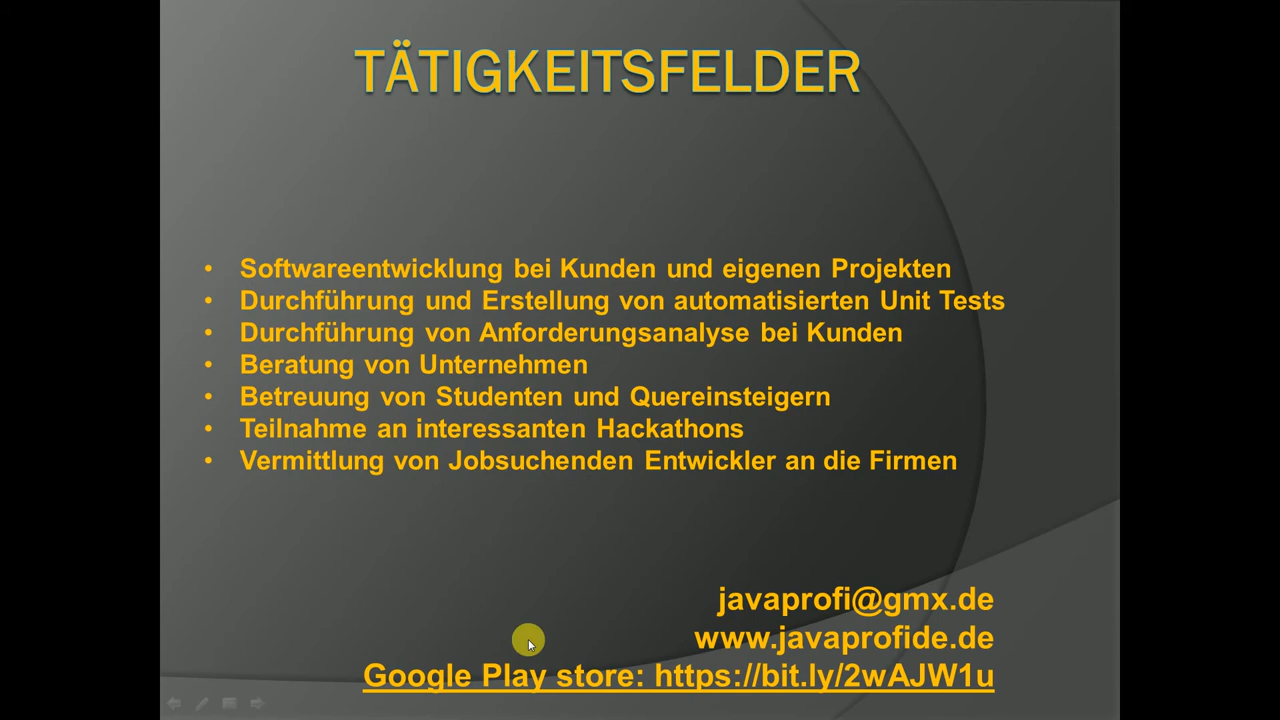 TÄTIGKEITSFELDER
• Softwareentwicklung bei Kunden und eigenen Projekten
• Durchführung und Erstellung von automatisierten Unit Tests
• Durchführung von Anforderungsanalyse bei Kunden
• Beratung von Unternehmen
• Betreuung von Studenten und Quereinsteigern
• Teilnahme an interessanten Hackathons
• Vermittlung von Jobsuchenden Entwickler an die Firmen
javaprofi@gmx.de
www.javaprofide.de
Google Play store: https://bit.ly/2wAJW1u